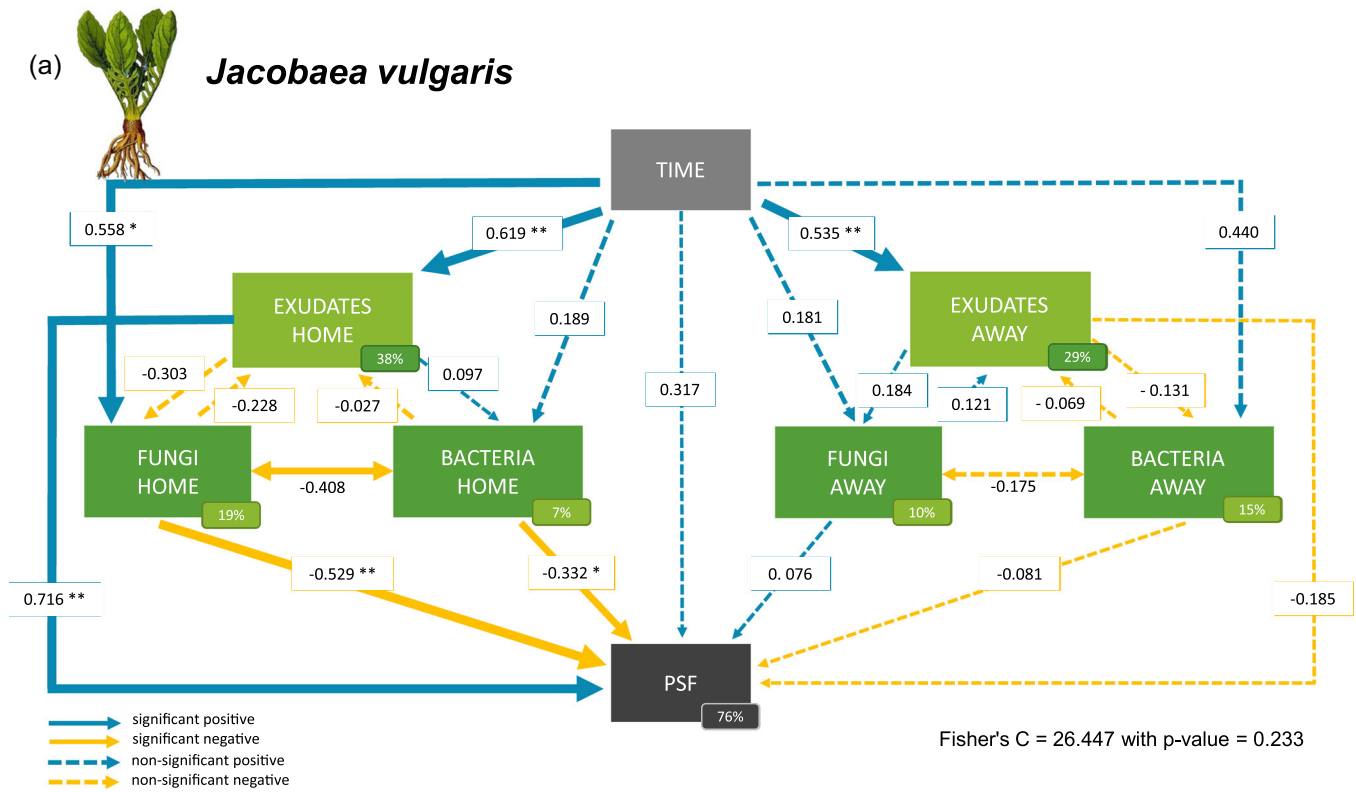 (a)
Jacobaea vulgaris
TIME
0.558 *
0.619 **
0.535 **
0.440
EXUDATES
HOME
38%
EXUDATES
AWAY
29%
0.189
0.181
-0.303
-0.228
-0.027
0.097
0.317
0.184
0.121
- 0.069
- 0.131
FUNGI
HOME
19%
-0.408
BACTERIA
HOME
7%
FUNGI
AWAY
10%
-0.175
BACTERIA
AWAY
15%
0.716 **
-0.529 **
-0.332 *
0. 076
-0.081
-0.185
PSF
76%
significant positive
significant negative
non-significant positive
non-significant negative
Fisher's C = 26.447 with p-value = 0.233